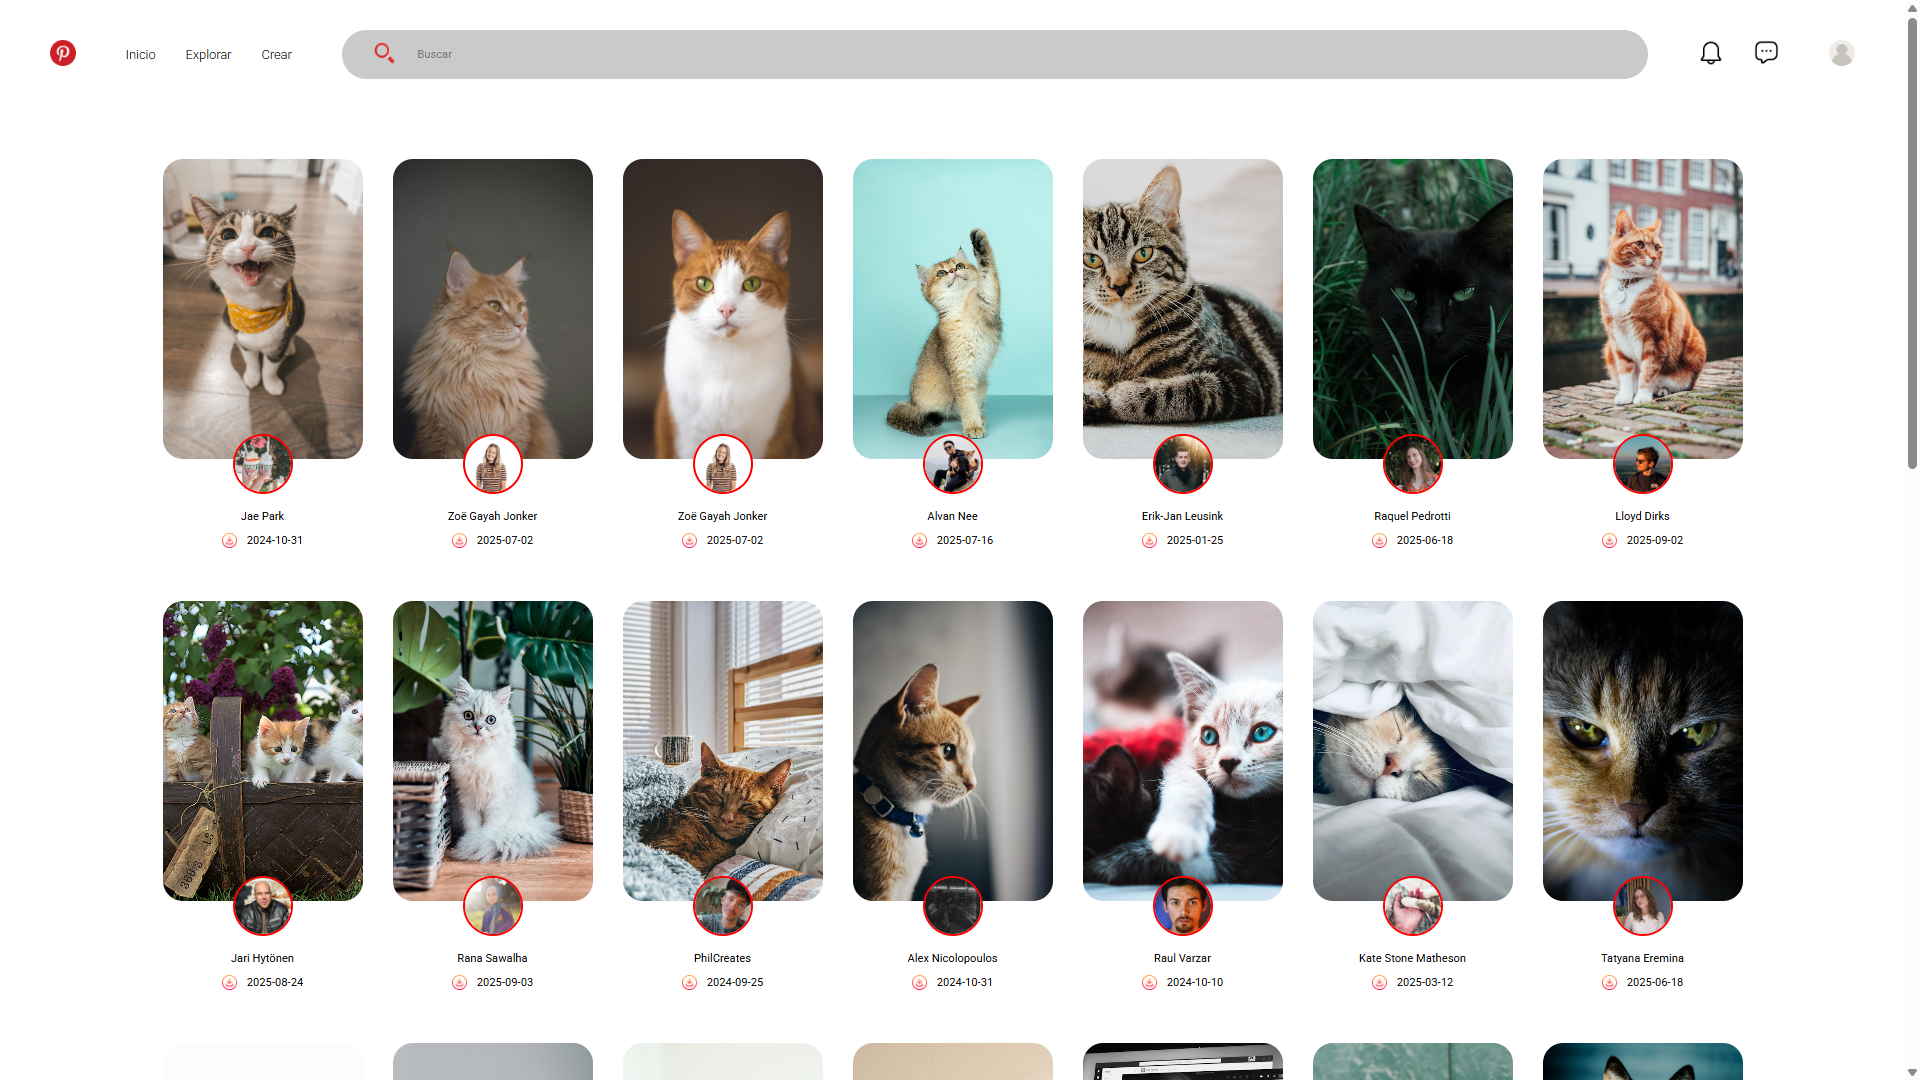 Inicio
Explorar
Crear
Buscar
Jae Park
2024-10-31
Zoë Gayah Jonker
2025-07-02
Zoë Gayah Jonker
2025-07-02
Alvan Nee
2025-07-16
Erik-Jan Leusink
2025-01-25
Raquel Pedrotti
2025-06-18
Lloyd Dirks
2025-09-02
Jari Hytönen
2025-08-24
Rana Sawalha
2025-09-03
PhilCreates
2024-09-25
Alex Nicolopoulos
2024-10-31
Raul Varzar
2024-10-10
Kate Stone Matheson
2025-03-12
Tatyana Eremina
2025-06-18